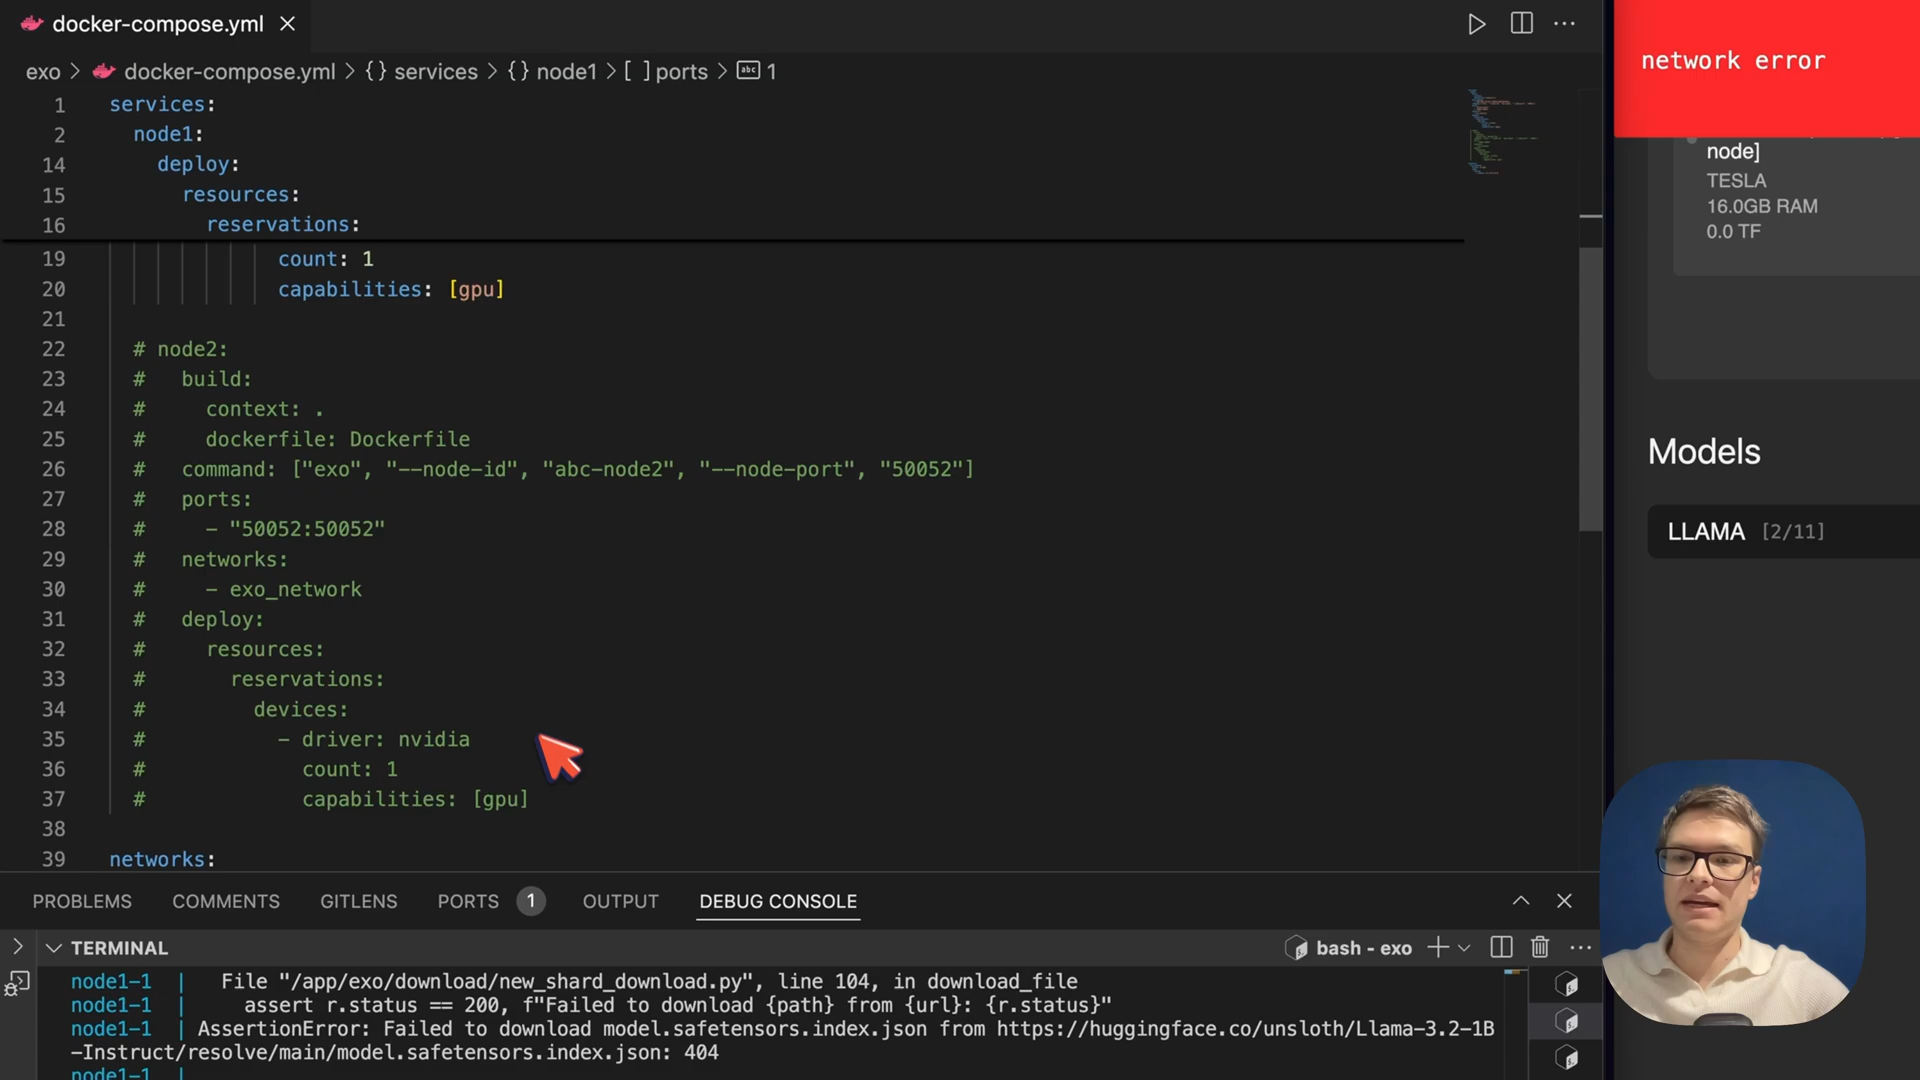 docker-compose.yml
exo > docker-compose.yml > {} services > {} node1 > [ ] ports > abc 1
1 services:
2 node1:
14 deploy:
15 resources:
16 reservations:
19 count: 1
20 capabilities: [gpu]
21
22 # node2:
23 # build:
24 # context: .
25 # dockerfile: Dockerfile
26 # command: ["exo", "--node-id", "abc-node2", "--node-port", "50052"]
27 # ports:
28 # - "50052:50052"
29 # networks:
30 # - exo_network
31 # deploy:
32 # resources:
33 # reservations:
34 # devices:
35 # - driver: nvidia
36 # count: 1
37 # capabilities: [gpu]
38
39 networks:
PROBLEMS COMMENTS GITLENS PORTS 1 OUTPUT DEBUG CONSOLE
TERMINAL
bash - exo
node1-1 | File "/app/exo/download/new_shard_download.py", line 104, in download_file
node1-1 | assert r.status == 200, f"Failed to download {path} from {url}: {r.status}"
node1-1 | AssertionError: Failed to download model.safetensors.index.json from https://huggingface.co/unsloth/Llama-3.2-1B
-Instruct/resolve/main/model.safetensors.index.json: 404
node1-1 |
network error
node]
TESLA
16.0GB RAM
0.0 TF
Models
LLAMA [2/11]